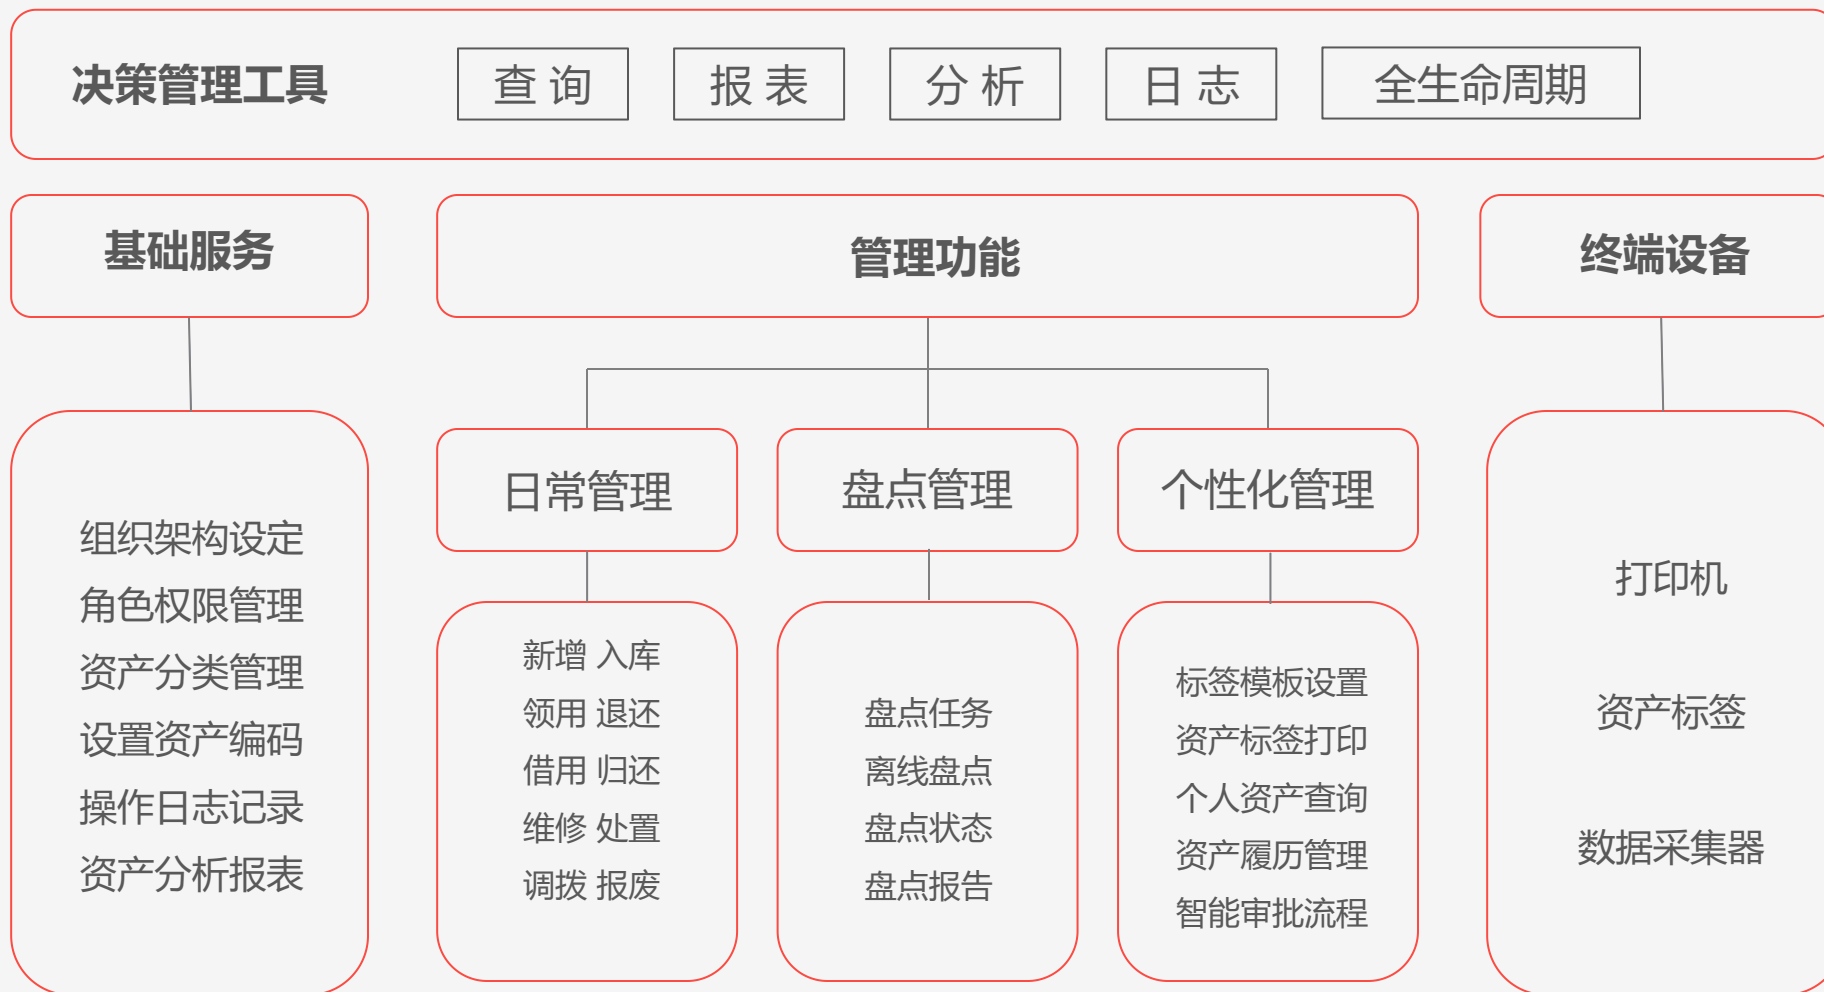 决策管理工具
查 询
报 表
分 析
日 志
全生命周期
基础服务
管理功能
终端设备
组织架构设定
角色权限管理
资产分类管理
设置资产编码
操作日志记录
资产分析报表
日常管理
新增 入库
领用 退还
借用 归还
维修 处置
调拨 报废
盘点管理
盘点任务
离线盘点
盘点状态
盘点报告
个性化管理
标签模板设置
资产标签打印
个人资产查询
资产履历管理
智能审批流程
打印机
资产标签
数据采集器